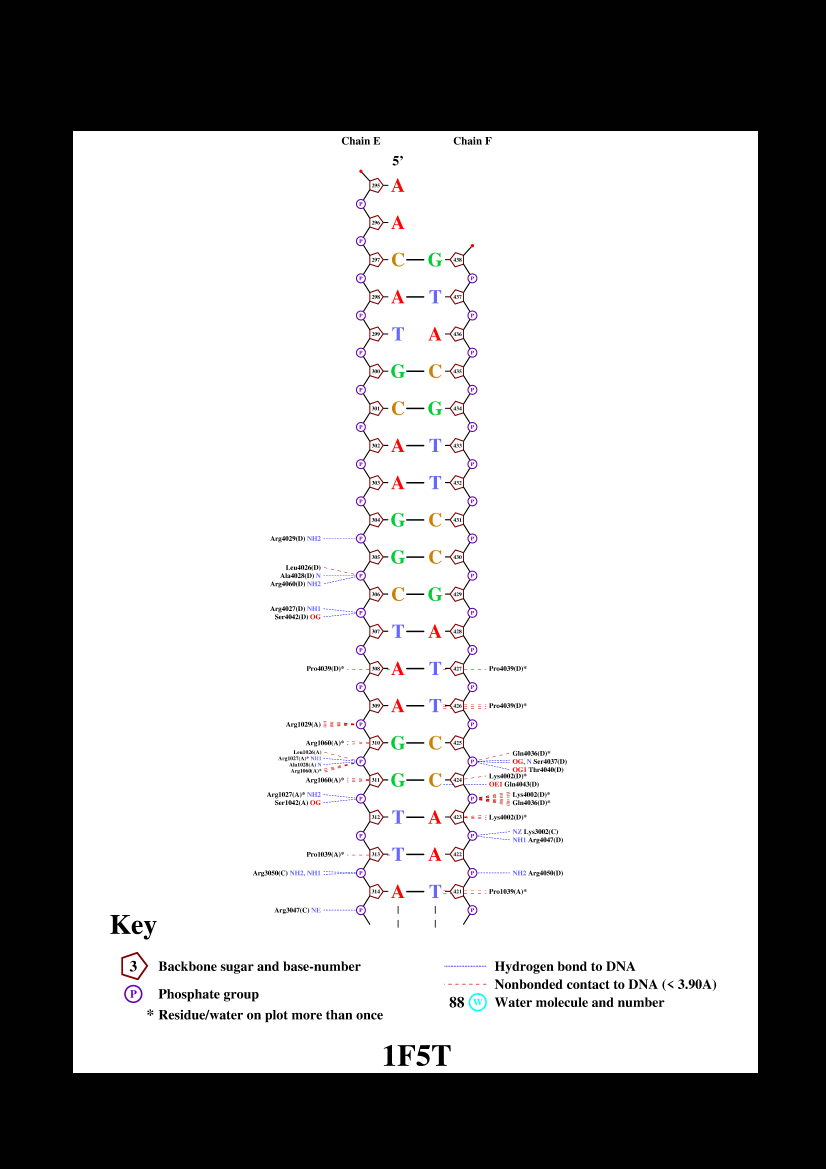 Chain E Chain F
5’
295 A
P
296 A
P
297 C G 438
P P
298 A T 437
P P
299 T A 436
P P
300 G C 435
P P
301 C G 434
P P
302 A T 433
P P
303 A T 432
P P
304 G C 431
Arg4029(D) NH2 P P
305 G C 430
Leu4026(D)
Ala4028(D) N P P
Arg4060(D) NH2
306 C G 429
Arg4027(D) NH1 P P
Ser4042(D) OG
307 T A 428
P P
Pro4039(D)* 308 A T 427 Pro4039(D)*
P P
309 A T 426 Pro4039(D)*
Arg1029(A) P P
Arg1060(A)* 310 G C 425
Leu1026(A) Gln4036(D)*
Arg1027(A)* NH1 P P OG, N Ser4037(D)
Ala1028(A) N OG1 Thr4040(D)
Arg1060(A)*
Lys4002(D)*
Arg1060(A)* 311 G C 424 OE1 Gln4043(D)
Arg1027(A)* NH2 P P Lys4002(D)*
Ser1042(A) OG Gln4036(D)*
312 T A 423 Lys4002(D)*
P P NZ Lys3002(C)
NH1 Arg4047(D)
Pro1039(A)* 313 T A 422
Arg3050(C) NH2, NH1 P P NH2 Arg4050(D)
314 A T 421 Pro1039(A)*
Arg3047(C) NE P P
Key
3 Backbone sugar and base-number
P Phosphate group
* Residue/water on plot more than once
Hydrogen bond to DNA
Nonbonded contact to DNA (< 3.90A)
88 W Water molecule and number
1F5T